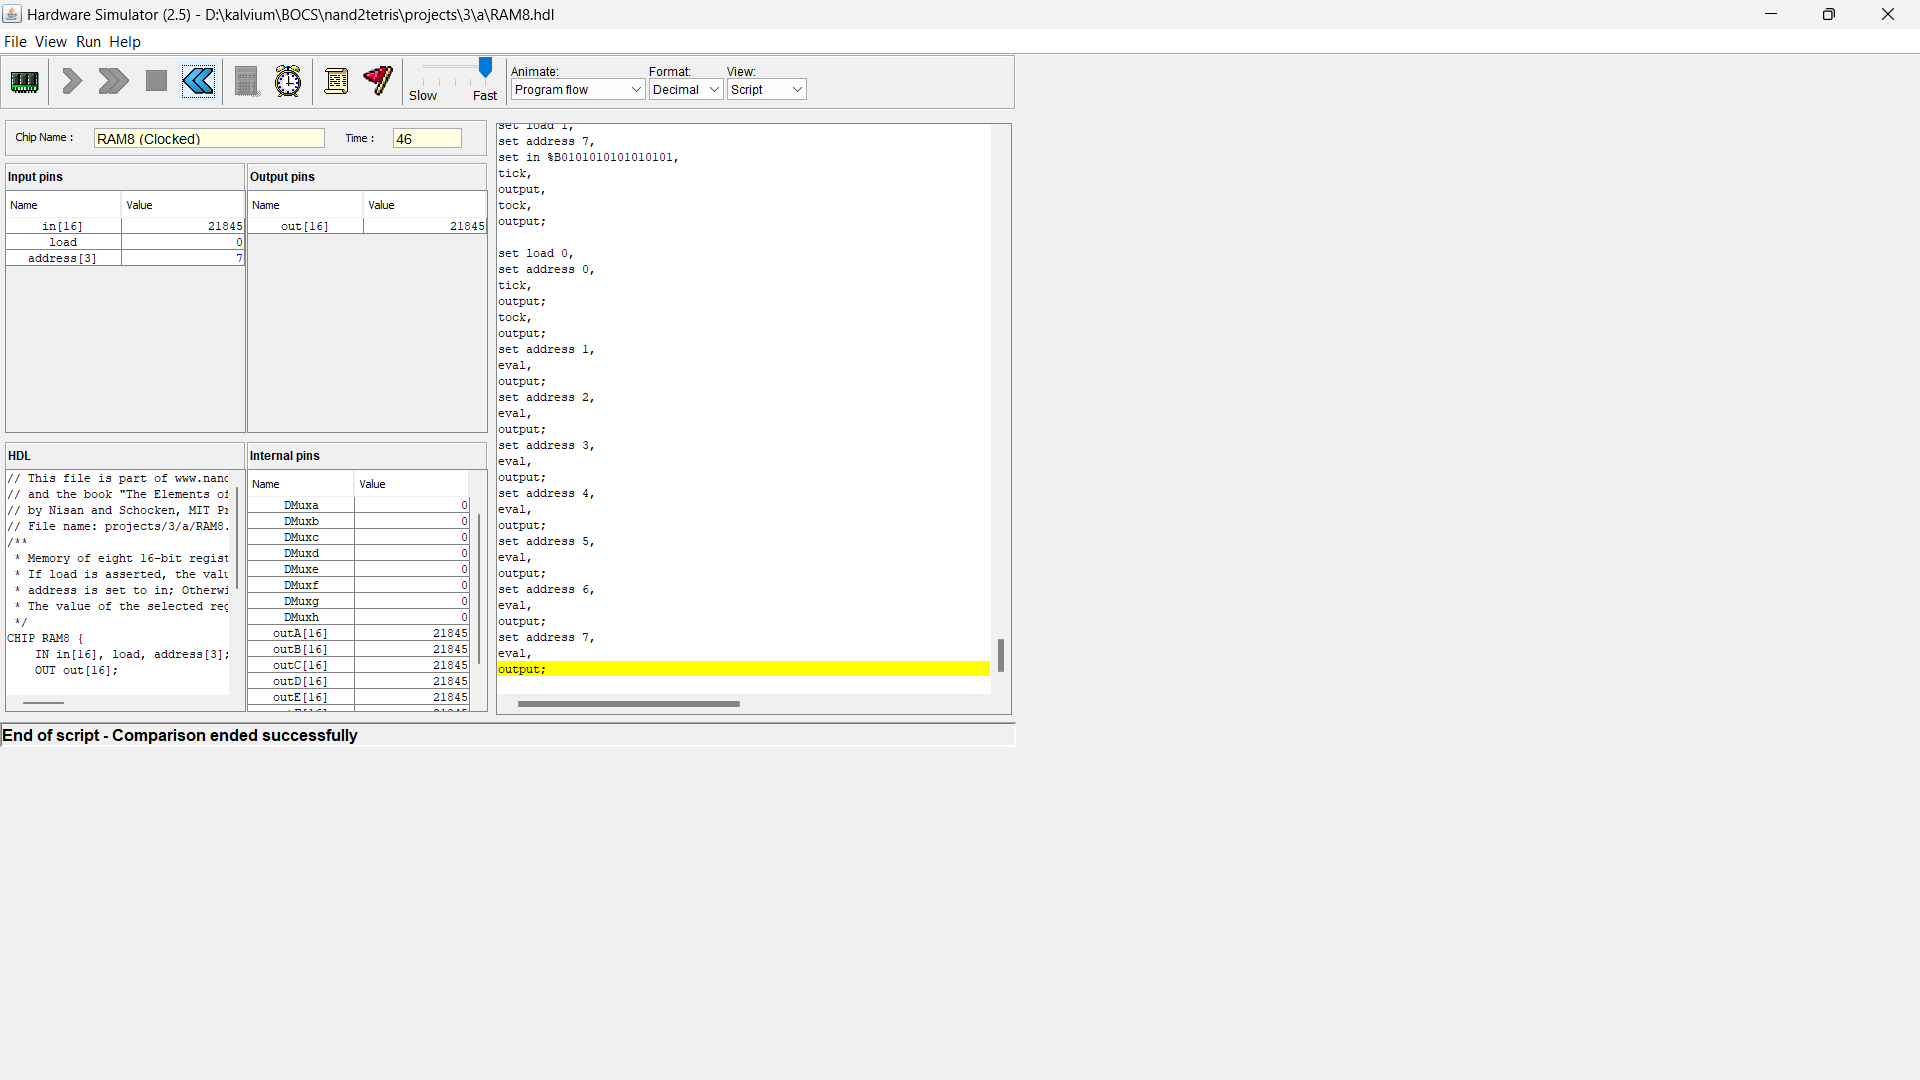 Hardware Simulator (2.5) - D:\kalvium\BOCS\nand2tetris\projects\3\a\RAM8.hdl
File View Run Help
Slow Fast
Animate:
Program flow
Format:
Decimal
View:
Script
Chip Name :
RAM8 (Clocked)
Time :
46
Input pins
Name Value
in[16] 21845
load 0
address[3] 7
Output pins
Name Value
out[16] 21845
HDL
// This file is part of www.nand
// and the book "The Elements of
// by Nisan and Schocken, MIT Pr
// File name: projects/3/a/RAM8.
/**
* Memory of eight 16-bit regist
* If load is asserted, the valu
* address is set to in; Otherwi
* The value of the selected reg
*/
CHIP RAM8 {
IN in[16], load, address[3];
OUT out[16];
Internal pins
Name Value
DMuxa 0
DMuxb 0
DMuxc 0
DMuxd 0
DMuxe 0
DMuxf 0
DMuxg 0
DMuxh 0
outA[16] 21845
outB[16] 21845
outC[16] 21845
outD[16] 21845
outE[16] 21845
set load 1,
set address 7,
set in %B0101010101010101,
tick,
output,
tock,
output;
set load 0,
set address 0,
tick,
output;
tock,
output;
set address 1,
eval,
output;
set address 2,
eval,
output;
set address 3,
eval,
output;
set address 4,
eval,
output;
set address 5,
eval,
output;
set address 6,
eval,
output;
set address 7,
eval,
output;
End of script - Comparison ended successfully